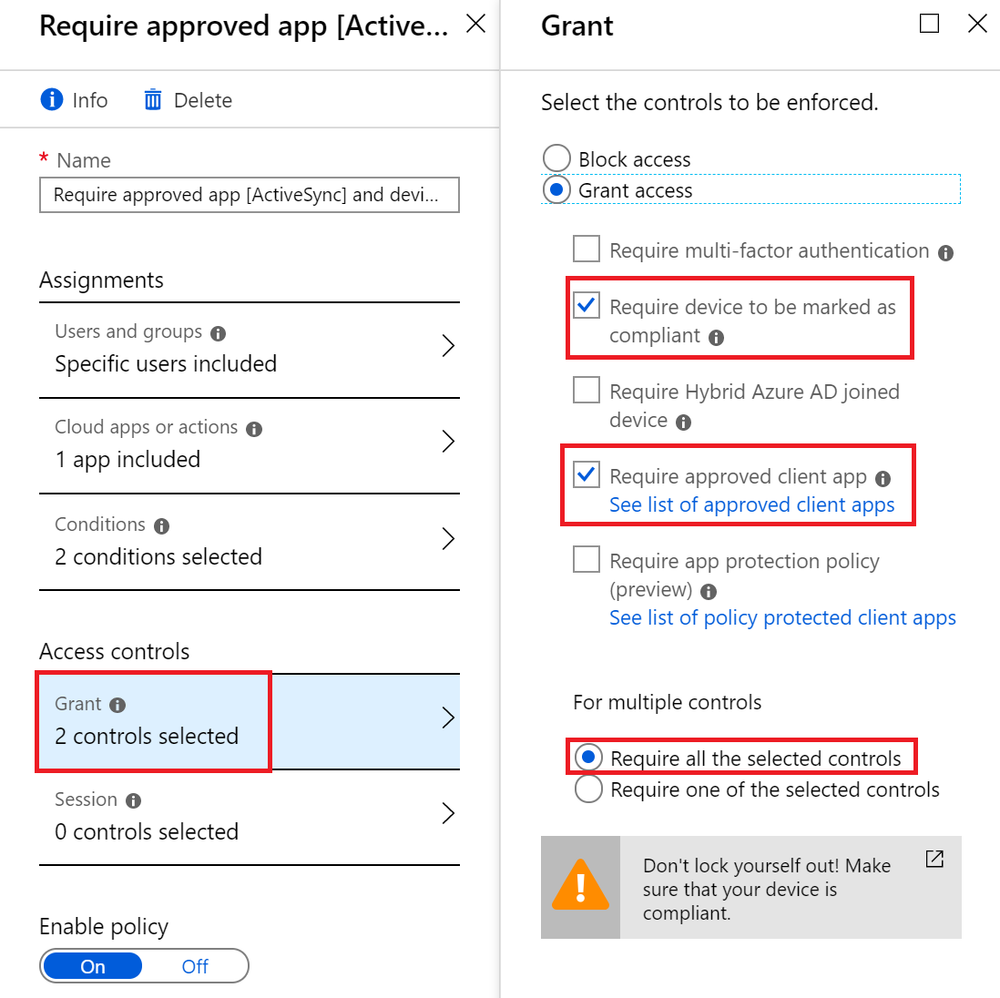 Require approved app [Active...
Info
Delete
* Name
Require approved app [ActiveSync] and devi...
Assignments
Users and groups
Specific users included
Cloud apps or actions
1 app included
Conditions
2 conditions selected
Access controls
Grant
2 controls selected
Session
0 controls selected
Enable policy
On
Off
Grant
Select the controls to be enforced.
Block access
Grant access
Require multi-factor authentication
Require device to be marked as
compliant
Require Hybrid Azure AD joined
device
Require approved client app
See list of approved client apps
Require app protection policy
(preview)
See list of policy protected client apps
For multiple controls
Require all the selected controls
Require one of the selected controls
Don't lock yourself out! Make
sure that your device is
compliant.